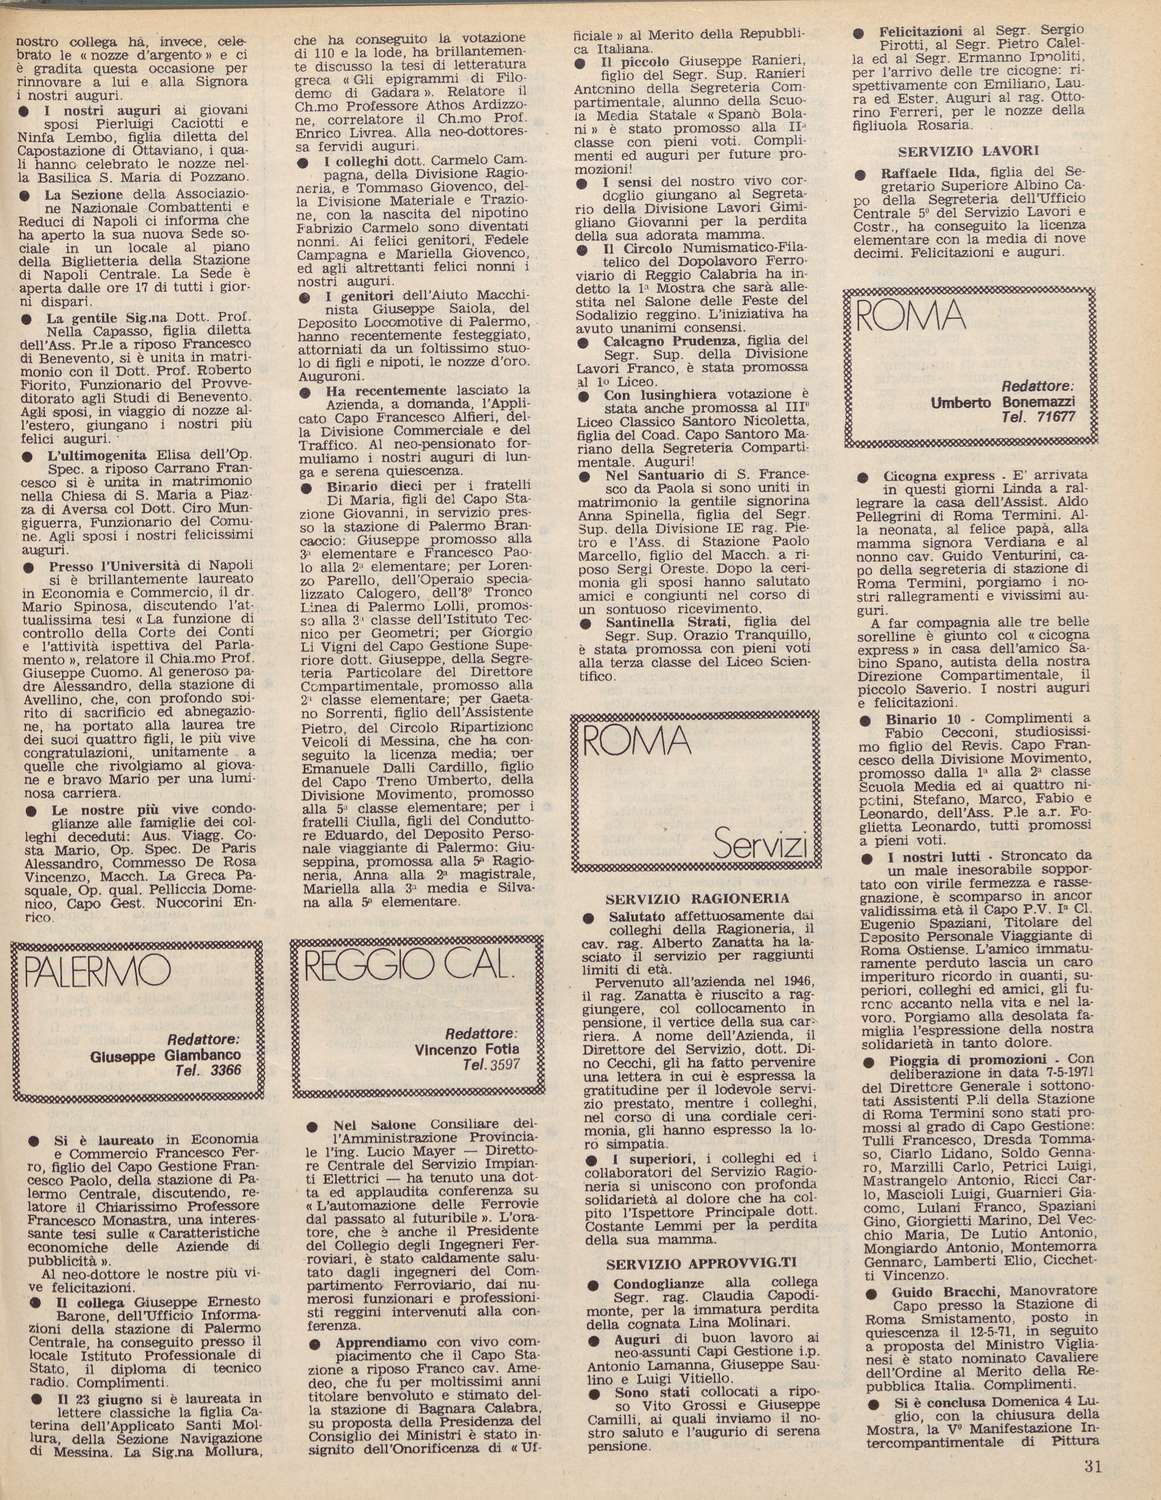 nostro collega ha, invece, cele-
brato le « nozze d'argento » e ci
è gradita questa occasione per
rinnovare a lui e alla Signora
i nostri auguri.
● I nostri auguri ai giovani
sposi Pierluigi Caciotti e
Ninfa Lembo, figlia diletta del
Capostazione di Ottaviano, i qua-
li hanno celebrato le nozze nel-
la Basilica S. Maria di Pozzano.
● La Sezione della Associazio-
ne Nazionale Combattenti e
Reduci di Napoli ci informa che
ha aperto la sua nuova Sede so-
ciale in un locale al piano
della Biglietteria della Stazione
di Napoli Centrale. La Sede è
aperta dalle ore 17 di tutti i gior-
ni dispari.
● La gentile Sig.na Dott. Prof.
Nella Capasso, figlia diletta
dell'Ass. Pr.le a riposo Francesco
di Benevento, si è unita in matri-
monio con il Dott. Prof. Roberto
Fiorito, Funzionario del Provve-
ditorato agli Studi di Benevento.
Agli sposi, in viaggio di nozze al-
l'estero, giungano i nostri più
felici auguri.
● L'ultimogenita Elisa dell'Op.
Spec. a riposo Carrano Fran-
cesco si è unita in matrimonio
nella Chiesa di S. Maria a Piaz-
za di Aversa col Dott. Ciro Mun-
giguerra, Funzionario del Comu-
ne. Agli sposi i nostri felicissimi
auguri.
● Presso l'Università di Napoli
si è brillantemente laureato
in Economia e Commercio, il dr.
Mario Spinosa, discutendo l'at-
tualissima tesi « La funzione di
controllo della Corte dei Conti
e l'attività ispettiva del Parla-
mento », relatore il Chia.mo Prof.
Giuseppe Cuomo. Al generoso pa-
dre Alessandro, della stazione di
Avellino, che, con profondo spi-
rito di sacrificio ed abnegazio-
ne, ha portato alla laurea tre
dei suoi quattro figli, le più vive
congratulazioni, unitamente a
quelle che rivolgiamo al giova-
ne e bravo Mario per una lumi-
nosa carriera.
● Le nostre più vive condo-
glianze alle famiglie dei col-
leghi deceduti: Aus. Viagg. Co-
sta Mario, Op. Spec. De Paris
Alessandro, Commesso De Rosa
Vincenzo, Macch. La Greca Pa-
squale, Op. qual. Pelliccia Dome-
nico, Capo Gest. Nuccorini En-
rico.
PALERMO
Redattore:
Giuseppe Giambanco
Tel. 3366
● Si è laureato in Economia
e Commercio Francesco Fer-
ro, figlio del Capo Gestione Fran-
cesco Paolo, della stazione di Pa-
lermo Centrale, discutendo, re-
latore il Chiarissimo Professore
Francesco Monastra, una interes-
sante tesi sulle « Caratteristiche
economiche delle Aziende di
pubblicità ».
Al neo-dottore le nostre più vi-
ve felicitazioni.
● Il collega Giuseppe Ernesto
Barone, dell'Ufficio Informa-
zioni della stazione di Palermo
Centrale, ha conseguito presso il
locale Istituto Professionale di
Stato, il diploma di tecnico
radio. Complimenti.
● Il 23 giugno si è laureata in
lettere classiche la figlia Ca-
terina dell'Applicato Santi Mol-
lura, della Sezione Navigazione
di Messina. La Sig.na Mollura,
che ha conseguito la votazione
di 110 e la lode, ha brillantemen-
te discusso la tesi di letteratura
greca « Gli epigrammi di Filo-
demo di Gadara ». Relatore il
Ch.mo Professore Athos Ardizzo-
ne, correlatore il Ch.mo Prof.
Enrico Livrea. Alla neo-dottores-
sa fervidi auguri.
● I colleghi dott. Carmelo Cam-
pagna, della Divisione Ragio-
neria, e Tommaso Giovenco, del-
la Divisione Materiale e Trazio-
ne, con la nascita del nipotino
Fabrizio Carmelo sono diventati
nonni. Ai felici genitori, Fedele
Campagna e Mariella Giovenco,
ed agli altrettanti felici nonni i
nostri auguri.
● I genitori dell'Aiuto Macchi-
nista Giuseppe Saiola, del
Deposito Locomotive di Palermo,
hanno recentemente festeggiato,
attorniati da un foltissimo stuo-
lo di figli e nipoti, le nozze d'oro.
Auguroni.
● Ha recentemente lasciato la
Azienda, a domanda, l'Appli-
cato Capo Francesco Alfieri, del-
la Divisione Commerciale e del
Traffico. Al neo-pensionato for-
muliamo i nostri auguri di lun-
ga e serena quiescenza.
● Binario dieci per i fratelli
Di Maria, figli del Capo Sta-
zione Giovanni, in servizio pres-
so la stazione di Palermo Bran-
caccio: Giuseppe promosso alla
3ª elementare e Francesco Pao-
lo alla 2ª elementare; per Loren-
zo Parello, dell'Operaio specia-
lizzato Calogero, dell'8º Tronco
Linea di Palermo Lolli, promos-
so alla 3ª classe dell'Istituto Tec-
nico per Geometri; per Giorgio
Li Vigni del Capo Gestione Supe-
riore dott. Giuseppe, della Segre-
teria Particolare del Direttore
Compartimentale, promosso alla
2ª classe elementare; per Gaeta-
no Sorrenti, figlio dell'Assistente
Pietro, del Circolo Ripartizione
Veicoli di Messina, che ha con-
seguito la licenza media; per
Emanuele Dalli Cardillo, figlio
del Capo Treno Umberto, della
Divisione Movimento, promosso
alla 5ª classe elementare; per i
fratelli Ciulla, figli del Condutto-
re Eduardo, del Deposito Perso-
nale viaggiante di Palermo: Giu-
seppina, promossa alla 5ª Ragio-
neria, Anna alla 2ª magistrale,
Mariella alla 3ª media e Silva-
na alla 5ª elementare.
REGGIO CAL.
Redattore:
Vincenzo Fotia
Tel. 3597
● Nel Salone Consiliare del-
l'Amministrazione Provincia-
le l'ing. Lucio Mayer — Diretto-
re Centrale del Servizio Impian-
ti Elettrici — ha tenuto una dot-
ta ed applaudita conferenza su
« L'automazione delle Ferrovie
dal passato al futuribile ». L'ora-
tore, che è anche il Presidente
del Collegio degli Ingegneri Fer-
roviari, è stato caldamente salu-
tato dagli ingegneri del Com-
partimento Ferroviario, dai nu-
merosi funzionari e professioni-
sti reggini intervenuti alla con-
ferenza.
● Apprendiamo con vivo com-
piacimento che il Capo Sta-
zione a riposo Franco cav. Ame-
deo, che fu per moltissimi anni
titolare benvoluto e stimato del-
la stazione di Bagnara Calabra,
su proposta della Presidenza del
Consiglio dei Ministri è stato in-
signito dell'Onorificenza di « Uf-
ficiale » al Merito della Repubbli-
ca Italiana.
● Il piccolo Giuseppe Ranieri,
figlio del Segr. Sup. Ranieri
Antonino della Segreteria Com-
partimentale, alunno della Scuo-
la Media Statale « Spanò Bola-
ni » è stato promosso alla IIª
classe con pieni voti. Compli-
menti ed auguri per future pro-
mozioni!
● I sensi del nostro vivo cor-
doglio giungano al Segreta-
rio della Divisione Lavori Gimi-
gliano Giovanni per la perdita
della sua adorata mamma.
● Il Circolo Numismatico-Fila-
telico del Dopolavoro Ferro-
viario di Reggio Calabria ha in-
detto la 1ª Mostra che sarà alle-
stita nel Salone delle Feste del
Sodalizio reggino. L'iniziativa ha
avuto unanimi consensi.
● Calcagno Prudenza, figlia del
Segr. Sup. della Divisione
Lavori Franco, è stata promossa
al 1º Liceo.
● Con lusinghiera votazione è
stata anche promossa al IIIº
Liceo Classico Santoro Nicoletta,
figlia del Coad. Capo Santoro Ma-
riano della Segreteria Comparti-
mentale. Auguri!
● Nel Santuario di S. France-
sco da Paola si sono uniti in
matrimonio la gentile signorina
Anna Spinella, figlia del Segr.
Sup. della Divisione IE rag. Pie-
tro e l'Ass. di Stazione Paolo
Marcello, figlio del Macch. a ri-
poso Sergi Oreste. Dopo la ceri-
monia gli sposi hanno salutato
amici e congiunti nel corso di
un sontuoso ricevimento.
● Santinella Strati, figlia del
Segr. Sup. Orazio Tranquillo,
è stata promossa con pieni voti
alla terza classe del Liceo Scien-
tifico.
ROMA
Servizi
SERVIZIO RAGIONERIA
● Salutato affettuosamente dai
colleghi della Ragioneria, il
cav. rag. Alberto Zanatta ha la-
sciato il servizio per raggiunti
limiti di età.
Pervenuto all'azienda nel 1946,
il rag. Zanatta è riuscito a rag-
giungere, col collocamento in
pensione, il vertice della sua car-
riera. A nome dell'Azienda, il
Direttore del Servizio, dott. Di-
no Cecchi, gli ha fatto pervenire
una lettera in cui è espressa la
gratitudine per il lodevole servi-
zio prestato, mentre i colleghi,
nel corso di una cordiale ceri-
monia, gli hanno espresso la lo-
ro simpatia.
● I superiori, i colleghi ed i
collaboratori del Servizio Ragio-
neria si uniscono con profonda
solidarietà al dolore che ha col-
pito l'Ispettore Principale dott.
Costante Lemmi per la perdita
della sua mamma.
SERVIZIO APPROVVIG.TI
● Condoglianze alla collega
Segr. rag. Claudia Capodi-
monte, per la immatura perdita
della cognata Lina Molinari.
● Auguri di buon lavoro ai
neo-assunti Capi Gestione i.p.
Antonio Lamanna, Giuseppe Sau-
lino e Luigi Vitiello.
● Sono stati collocati a ripo-
so Vito Grossi e Giuseppe
Camilli, ai quali inviamo il no-
stro saluto e l'augurio di serena
pensione.
● Felicitazioni al Segr. Sergio
Pirotti, al Segr. Pietro Calel-
la ed al Segr. Ermanno Ippoliti,
per l'arrivo delle tre cicogne: ri-
spettivamente con Emiliano, Lau-
ra ed Ester. Auguri al rag. Otto-
rino Ferreri, per le nozze della
figliuola Rosaria.
SERVIZIO LAVORI
● Raffaele Ilda, figlia del Se-
gretario Superiore Albino Ca-
po della Segreteria dell'Ufficio
Centrale 5º del Servizio Lavori e
Costr., ha conseguito la licenza
elementare con la media di nove
decimi. Felicitazioni e auguri.
ROMA
Redattore:
Umberto Bonemazzi
Tel. 71677
● Cicogna express - E' arrivata
in questi giorni Linda a ral-
legrare la casa dell'Assist. Aldo
Pellegrini di Roma Termini. Al-
la neonata, al felice papà, alla
mamma signora Verdiana e al
nonno cav. Guido Venturini, ca-
po della segreteria di stazione di
Roma Termini, porgiamo i no-
stri rallegramenti e vivissimi au-
guri.
A far compagnia alle tre belle
sorelline è giunto col « cicogna
express » in casa dell'amico Sa-
bino Spano, autista della nostra
Direzione Compartimentale, il
piccolo Saverio. I nostri auguri
e felicitazioni.
● Binario 10 - Complimenti a
Fabio Cecconi, studiosissi-
mo figlio del Revis. Capo Fran-
cesco della Divisione Movimento,
promosso dalla 1ª alla 2ª classe
Scuola Media ed ai quattro ni-
potini, Stefano, Marco, Fabio e
Leonardo, dell'Ass. P.le a.r. Fo-
glietta Leonardo, tutti promossi
a pieni voti.
● I nostri lutti - Stroncato da
un male inesorabile soppor-
tato con virile fermezza e rasse-
gnazione, è scomparso in ancor
validissima età il Capo P.V. Iª Cl.
Eugenio Spaziani, Titolare del
Deposito Personale Viaggiante di
Roma Ostiense. L'amico immatu-
ramente perduto lascia un caro
imperituro ricordo in quanti, su-
periori, colleghi ed amici, gli fu-
rono accanto nella vita e nel la-
voro. Porgiamo alla desolata fa-
miglia l'espressione della nostra
solidarietà in tanto dolore.
● Pioggia di promozioni - Con
deliberazione in data 7-5-1971
del Direttore Generale i sottono-
tati Assistenti P.li della Stazione
di Roma Termini sono stati pro-
mossi al grado di Capo Gestione:
Tulli Francesco, Dresda Tomma-
so, Ciarlo Lidano, Soldo Genna-
ro, Marzilli Carlo, Petrici Luigi,
Mastrangelo Antonio, Ricci Car-
lo, Mascioli Luigi, Guarnieri Gia-
como, Lulani Franco, Spaziani
Gino, Giorgietti Marino, Del Vec-
chio Maria, De Lutio Antonio,
Mongiardo Antonio, Montemorra
Gennaro, Lamberti Elio, Cicchet-
ti Vincenzo.
● Guido Bracchi, Manovratore
Capo presso la Stazione di
Roma Smistamento, posto in
quiescenza il 12-5-71, in seguito
a proposta del Ministro Viglia-
nesi è stato nominato Cavaliere
dell'Ordine al Merito della Re-
pubblica Italia. Complimenti.
● Si è conclusa Domenica 4 Lu-
glio, con la chiusura della
Mostra, la Vº Manifestazione In-
tercompantimentale di Pittura
31